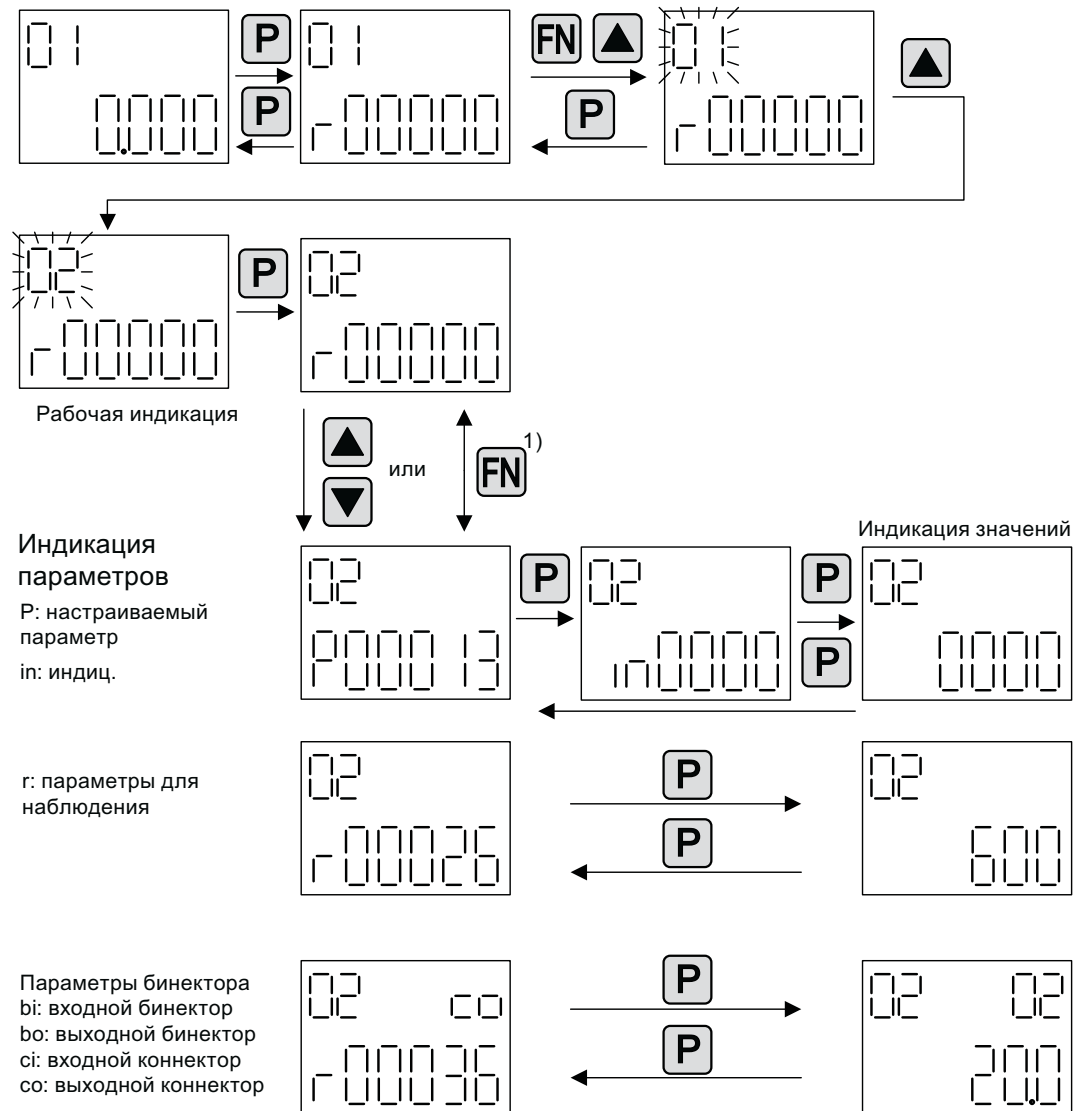 01 P 01 FN 01
0.000 P r00000 P r00000
02 P 02
r00000 r00000
Рабочая индикация
или FN 1)
Индикация значений
Индикация
параметров
P: настраиваемый
параметр
in: индиц.
02 P 02 P 02
P00013 in0000 P 0000
r: параметры для
наблюдения
02 P 02
r00026 P 600
Параметры бинектора
bi: входной бинектор
bo: выходной бинектор
ci: входной коннектор
co: выходной коннектор
02 co P 02 02
r00036 P 20.0